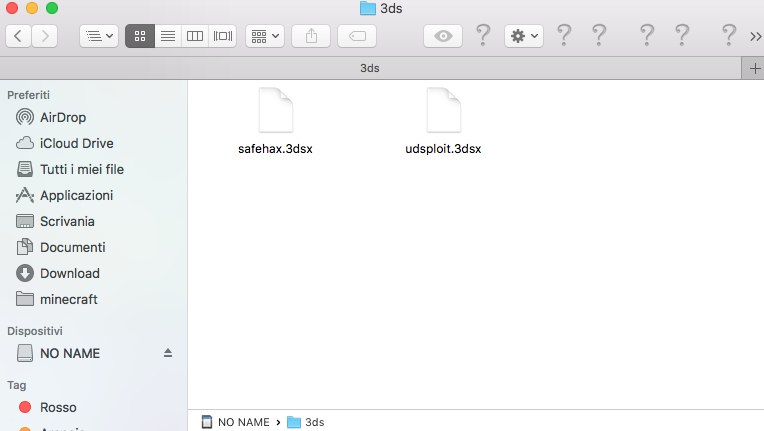 3ds
3ds
Preferiti
AirDrop
iCloud Drive
Tutti i miei file
Applicazioni
Scrivania
Documenti
Download
minecraft
Dispositivi
NO NAME
Tag
Rosso
safehax.3dsx
udsploit.3dsx
NO NAME › 3ds